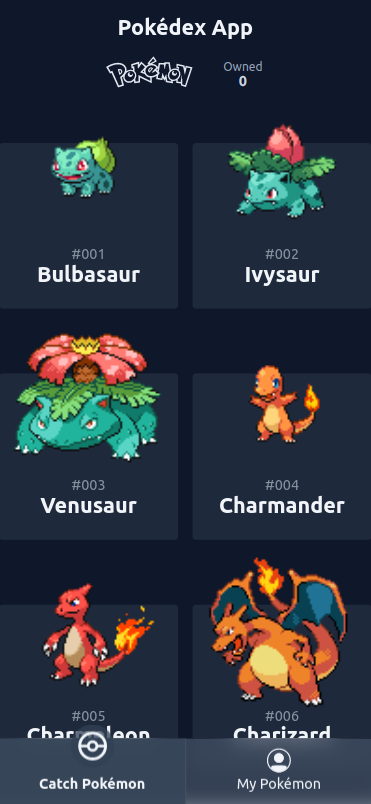 Pokédex App
POKéMON
Owned
0
#001
Bulbasaur
#002
Ivysaur
#003
Venusaur
#004
Charmander
#005
#006
Charizard
Catch Pokémon
My Pokémon